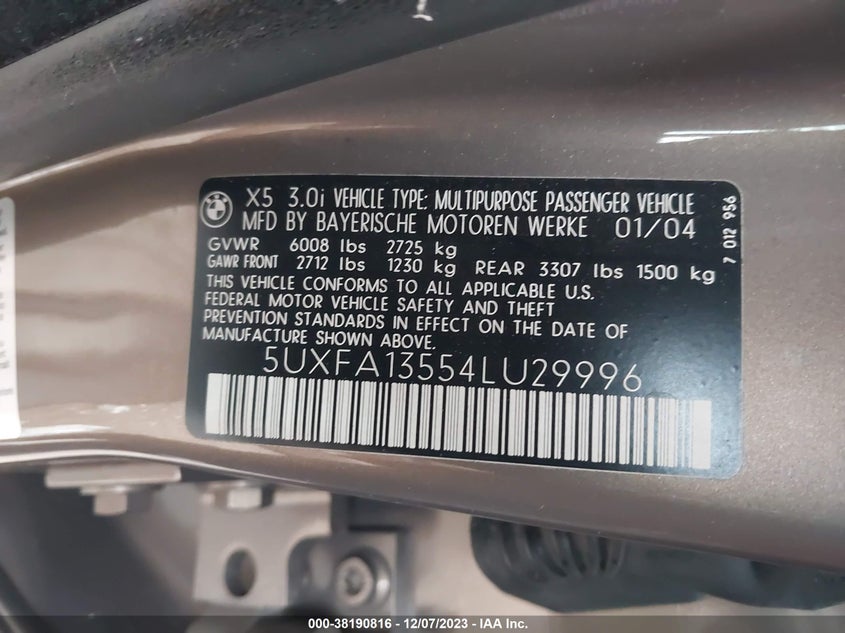 X5 3.0i VEHICLE TYPE: MULTIPURPOSE PASSENGER VEHICLE
MFD BY BAYERISCHE MOTOREN WERKE 01/04
GVWR 6008 lbs 2725 kg
GAWR FRONT 2712 lbs 1230 kg REAR 3307 lbs 1500 kg
THIS VEHICLE CONFORMS TO ALL APPLICABLE U.S.
FEDERAL MOTOR VEHICLE SAFETY AND THEFT
PREVENTION STANDARDS IN EFFECT ON THE DATE OF
MANUFACTURE SHOWN ABOVE.
5UXFA13554LU29996
7 012 956
000-38190816 - 12/07/2023 - IAA Inc.